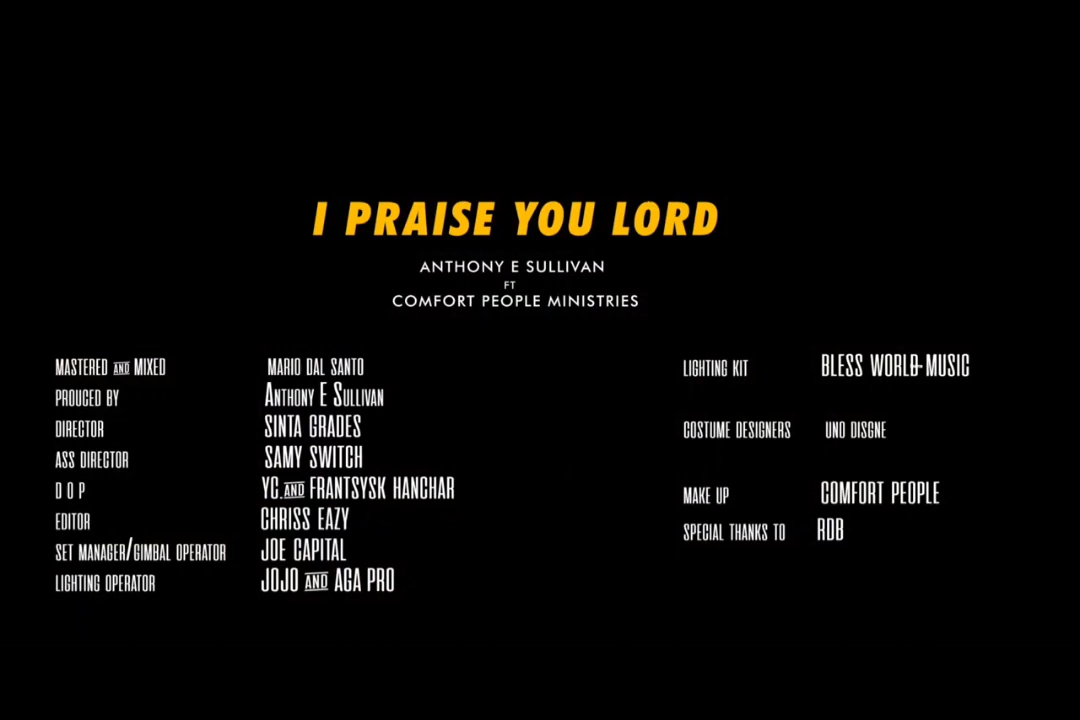 I PRAISE YOU LORD
ANTHONY E SULLIVAN
FT
COMFORT PEOPLE MINISTRIES
MASTERED AND MIXED MARIO DAL SANTO
PROUCED BY ANTHONY E SULLIVAN
DIRECTOR SINTA GRADES
ASS DIRECTOR SAMY SWITCH
D O P YC.AND FRANTSYSK HANCHAR
EDITOR CHRISS EAZY
SET MANAGER/GIMBAL OPERATOR JOE CAPITAL
LIGHTING OPERATOR JOJO AND AGA PRO
LIGHTING KIT BLESS WORLD MUSIC
COSTUME DESIGNERS UNO DISGNE
MAKE UP COMFORT PEOPLE
SPECIAL THANKS TO RDB